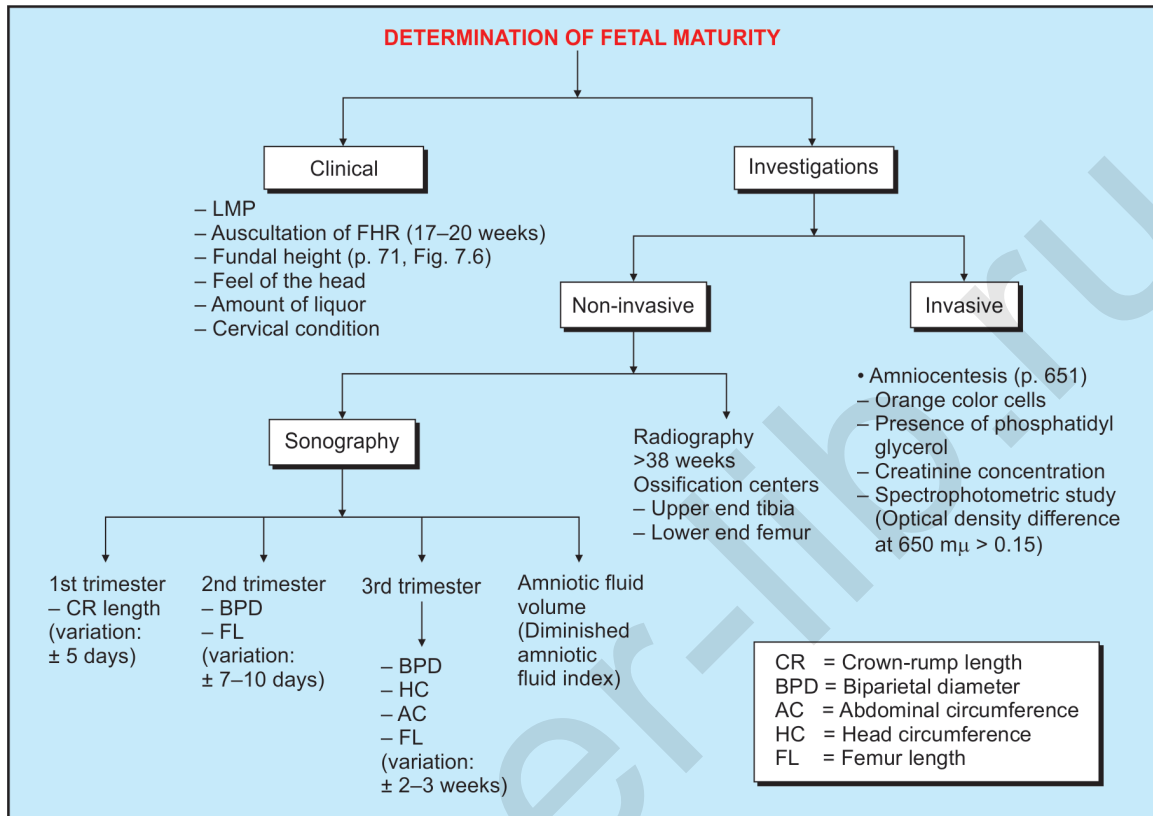 DETERMINATION OF FETAL MATURITY
Clinical
– LMP
– Auscultation of FHR (17–20 weeks)
– Fundal height (p. 71, Fig. 7.6)
– Feel of the head
– Amount of liquor
– Cervical condition
Investigations
Non-invasive
Invasive
Sonography
Radiography
>38 weeks
Ossification centers
– Upper end tibia
– Lower end femur
• Amniocentesis (p. 651)
– Orange color cells
– Presence of phosphatidyl
glycerol
– Creatinine concentration
– Spectrophotometric study
(Optical density difference
at 650 mμ > 0.15)
1st trimester
– CR length
(variation:
± 5 days)
2nd trimester
– BPD
– FL
(variation:
± 7–10 days)
3rd trimester
– BPD
– HC
– AC
– FL
(variation:
± 2–3 weeks)
Amniotic fluid
volume
(Diminished
amniotic
fluid index)
CR = Crown-rump length
BPD = Biparietal diameter
AC = Abdominal circumference
HC = Head circumference
FL = Femur length
er-lib.ru